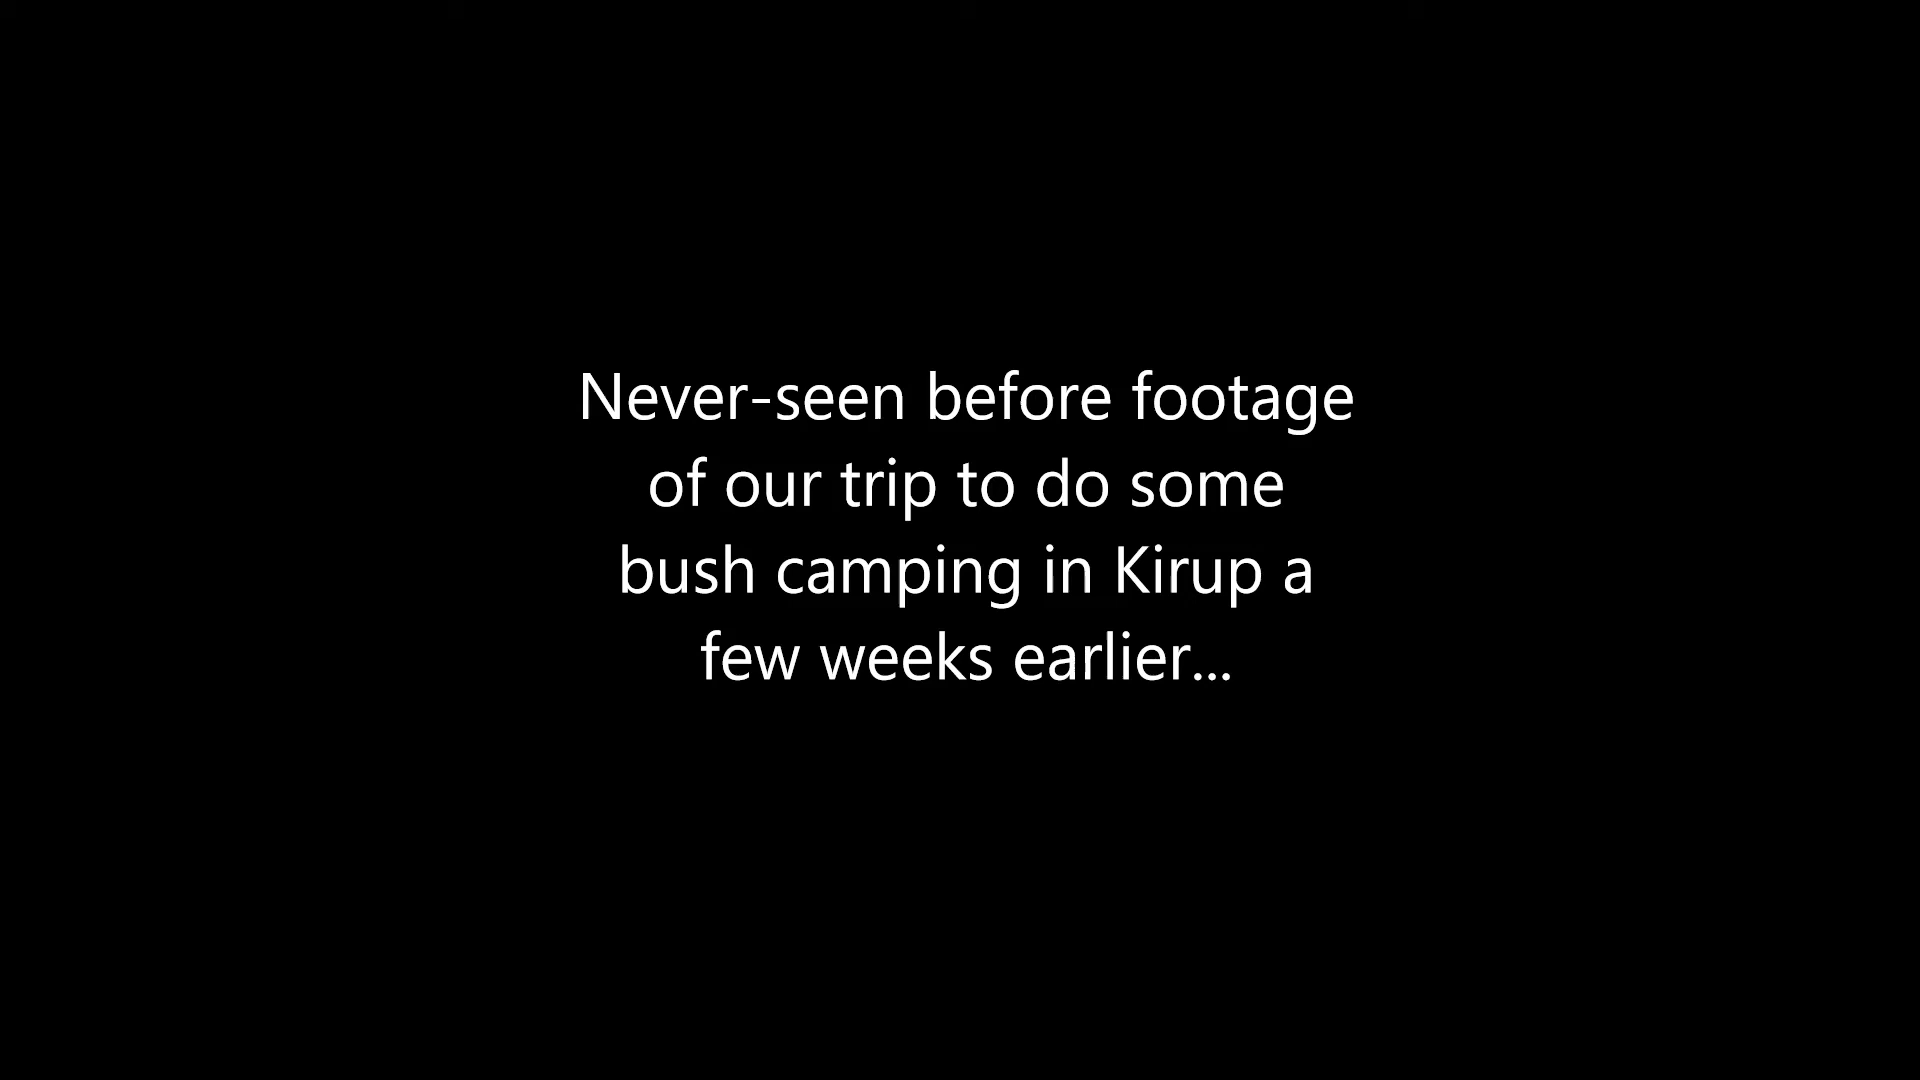 Never-seen before footage
of our trip to do some
bush camping in Kirup a
few weeks earlier...